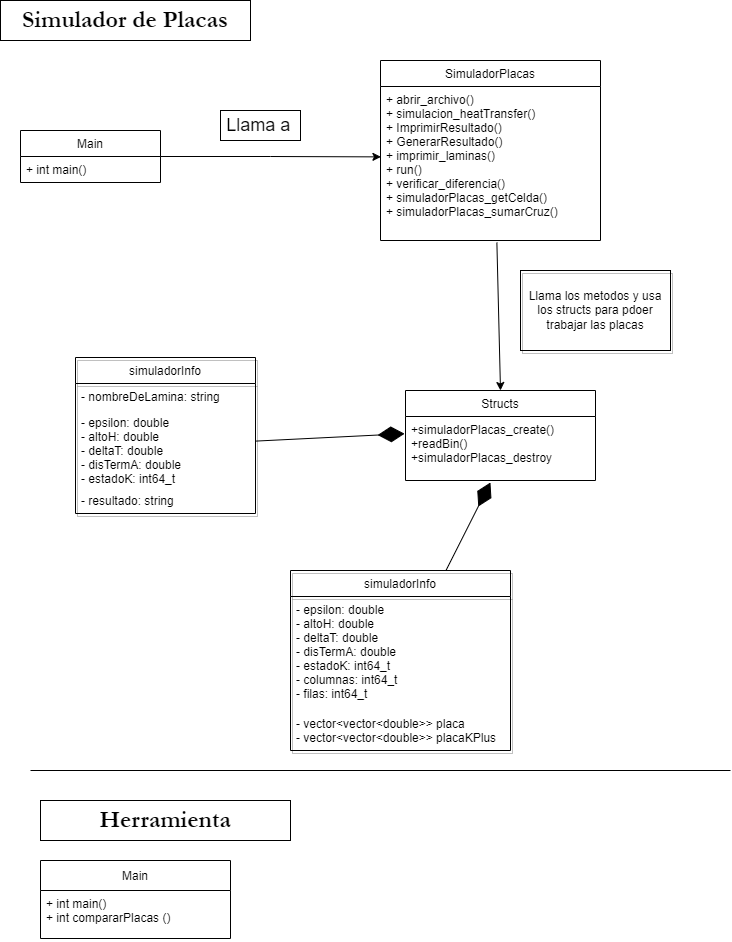 Simulador de Placas
SimuladorPlacas
+ abrir_archivo()
+ simulacion_heatTransfer()
+ ImprimirResultado()
+ GenerarResultado()
+ imprimir_laminas()
+ run()
+ verificar_diferencia()
+ simuladorPlacas_getCelda()
+ simuladorPlacas_sumarCruz()
Llama a
Main
+ int main()
Llama los metodos y usa
los structs para pdoer
trabajar las placas
simuladorInfo
- nombreDeLamina: string
- epsilon: double
- altoH: double
- deltaT: double
- disTermA: double
- estadoK: int64_t
- resultado: string
Structs
+simuladorPlacas_create()
+readBin()
+simuladorPlacas_destroy
simuladorInfo
- epsilon: double
- altoH: double
- deltaT: double
- disTermA: double
- estadoK: int64_t
- columnas: int64_t
- filas: int64_t
- vector<vector<double>> placa
- vector<vector<double>> placaKPlus
Herramienta
Main
+ int main()
+ int compararPlacas ()